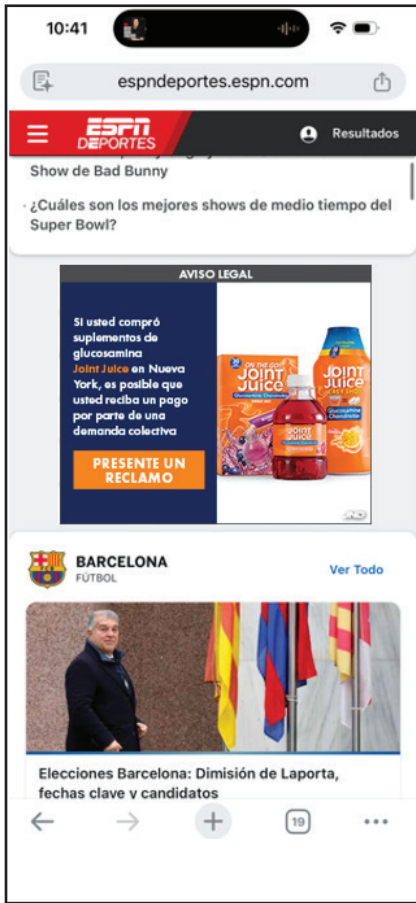 10:41
espndeportes.espn.com
ESPN
DEPORTES
Resultados
Show de Bad Bunny
· ¿Cuáles son los mejores shows de medio tiempo del
Super Bowl?
AVISO LEGAL
Si usted compró
suplementos de
glucosamina
Joint Juice en Nueva
York, es posible que
usted reciba un pago
por parte de una
demanda colectiva
PRESENTE UN
RECLAMO
ON THE GO!
JOINT
JUICE
Glucosamine Chondroitin
JOINT
JUICE
JOINT
JUICE
EASY SHOT
Glucosamine
Chondroitin
BARCELONA
FÚTBOL
Ver Todo
Elecciones Barcelona: Dimisión de Laporta,
fechas clave y candidatos
19